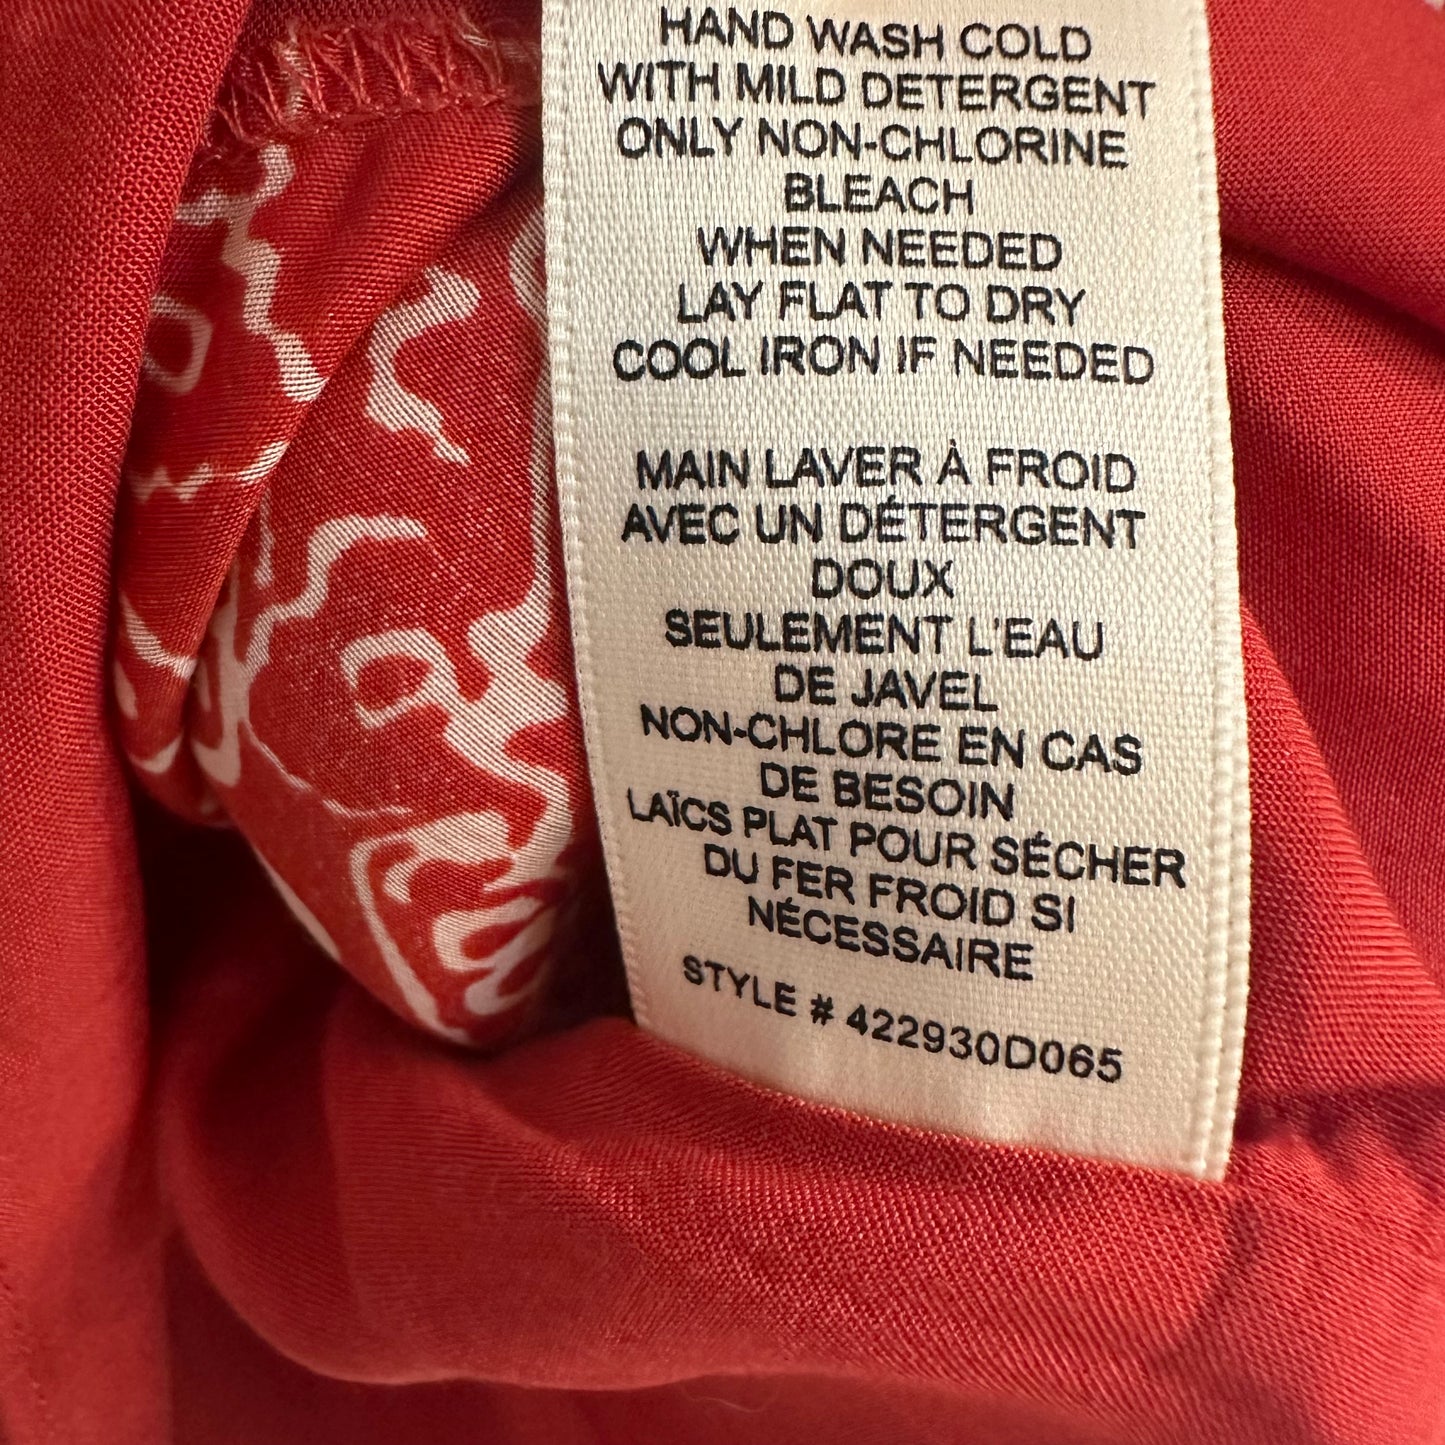 HAND WASH COLD
WITH MILD DETERGENT
ONLY NON-CHLORINE
BLEACH
WHEN NEEDED
LAY FLAT TO DRY
COOL IRON IF NEEDED
MAIN LAVER À FROID
AVEC UN DÉTERGENT
DOUX
SEULEMENT L'EAU
DE JAVEL
NON-CHLORE EN CAS
DE BESOIN
LAÏCS PLAT POUR SÉCHER
DU FER FROID SI
NÉCESSAIRE
STYLE # 422930D065